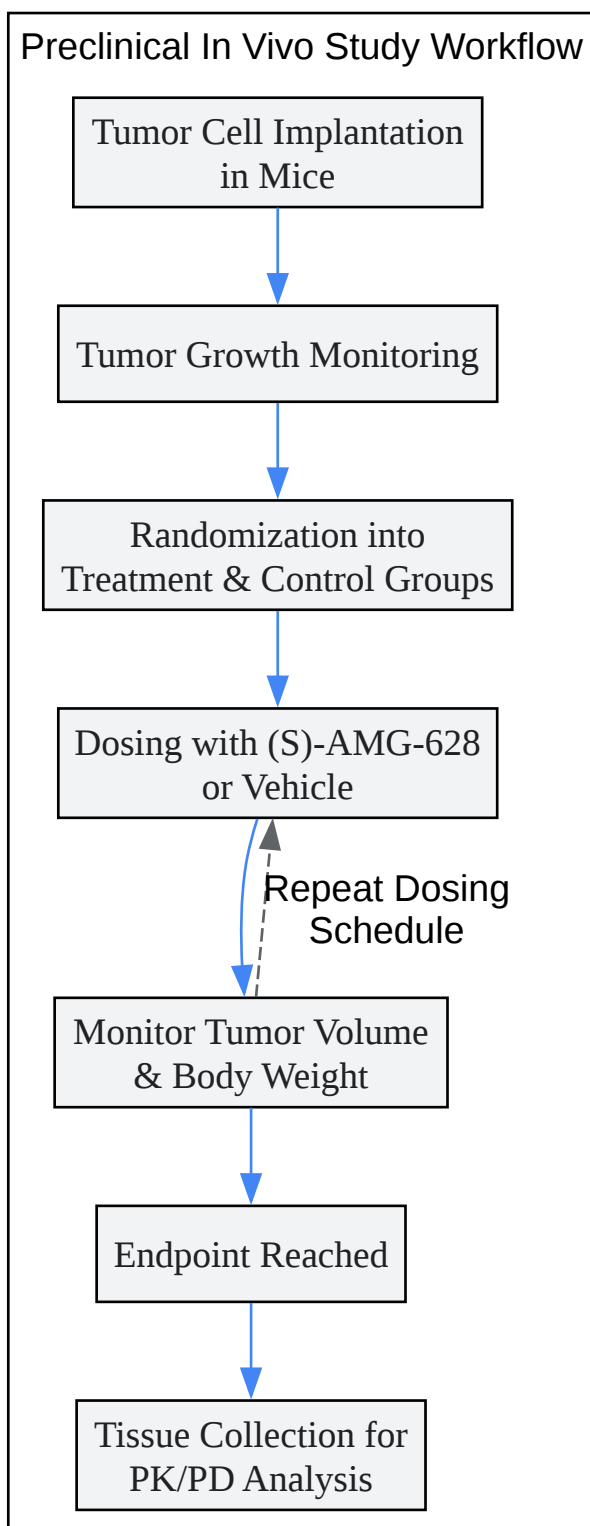 Preclinical In Vivo Study Workflow
Tumor Cell Implantation
in Mice
Tumor Growth Monitoring
Randomization into
Treatment & Control Groups
Dosing with (S)-AMG-628
or Vehicle
Repeat Dosing
Schedule
Monitor Tumor Volume
& Body Weight
Endpoint Reached
Tissue Collection for
PK/PD Analysis